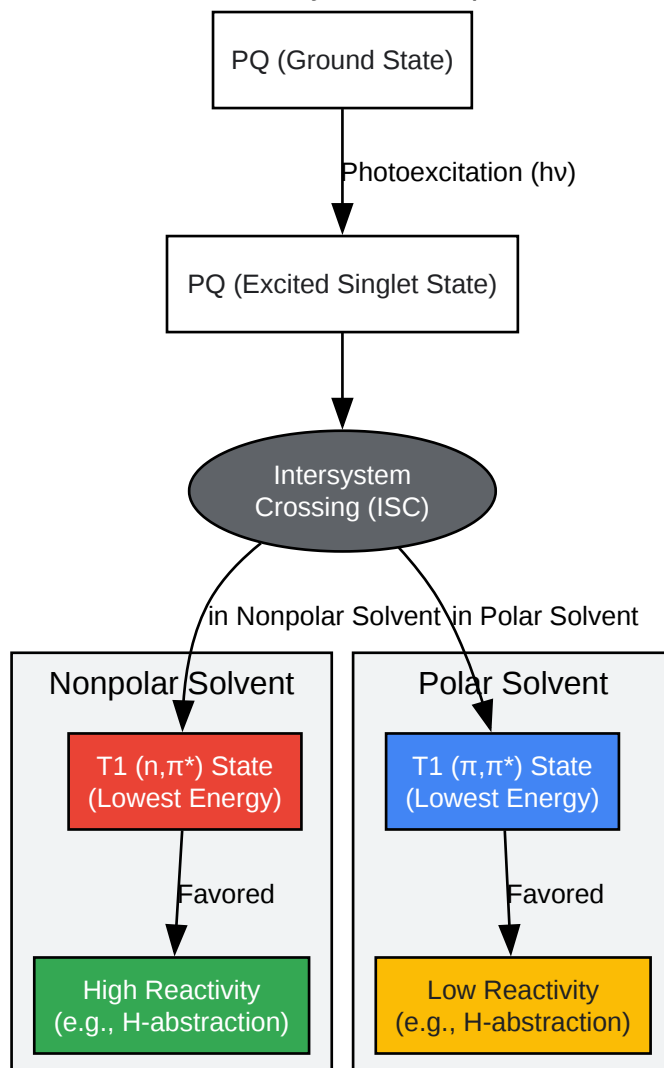 PQ (Ground State)
Photoexcitation (hν)
PQ (Excited Singlet State)
Intersystem
Crossing (ISC)
in Nonpolar Solvent
in Polar Solvent
Nonpolar Solvent
Polar Solvent
T1 (n,π*) State
(Lowest Energy)
T1 (π,π*) State
(Lowest Energy)
Favored
Favored
High Reactivity
(e.g., H-abstraction)
Low Reactivity
(e.g., H-abstraction)